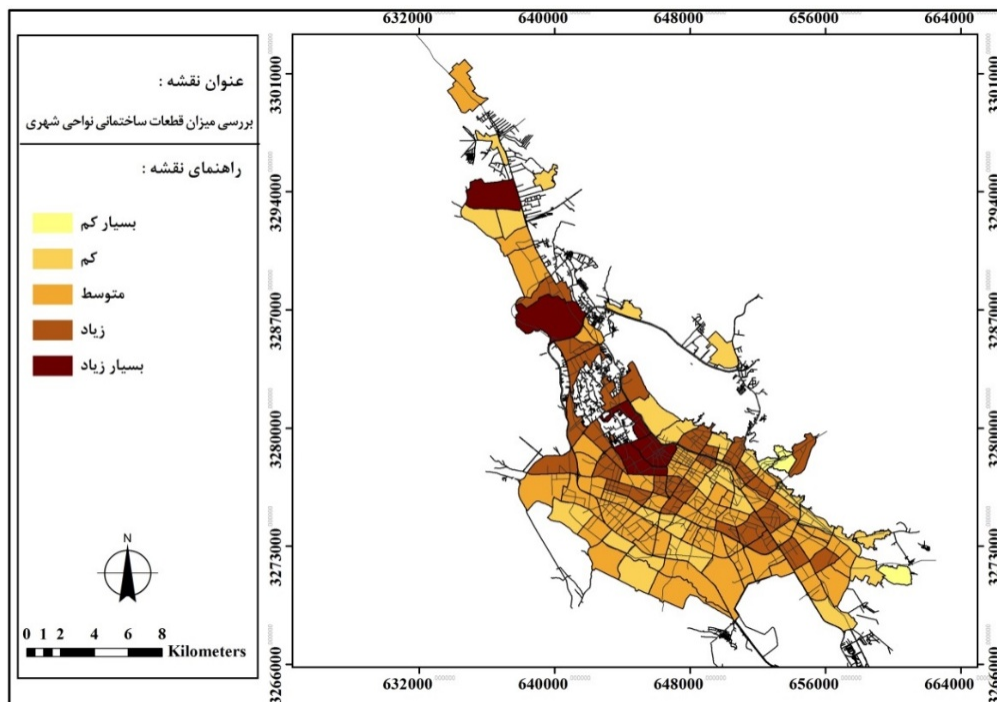 632000 640000 648000 656000 664000
عنوان نقشه :
بررسی میزان قطعات ساختمانی نواحی شهری
راهنمای نقشه :
بسیار کم
کم
متوسط
زیاد
بسیار زیاد
N
0 1 2 4 6 8
Kilometers
3301000
3294000
3287000
3280000
3273000
3266000
3301000
3294000
3287000
3280000
3273000
3266000
632000 640000 648000 656000 664000